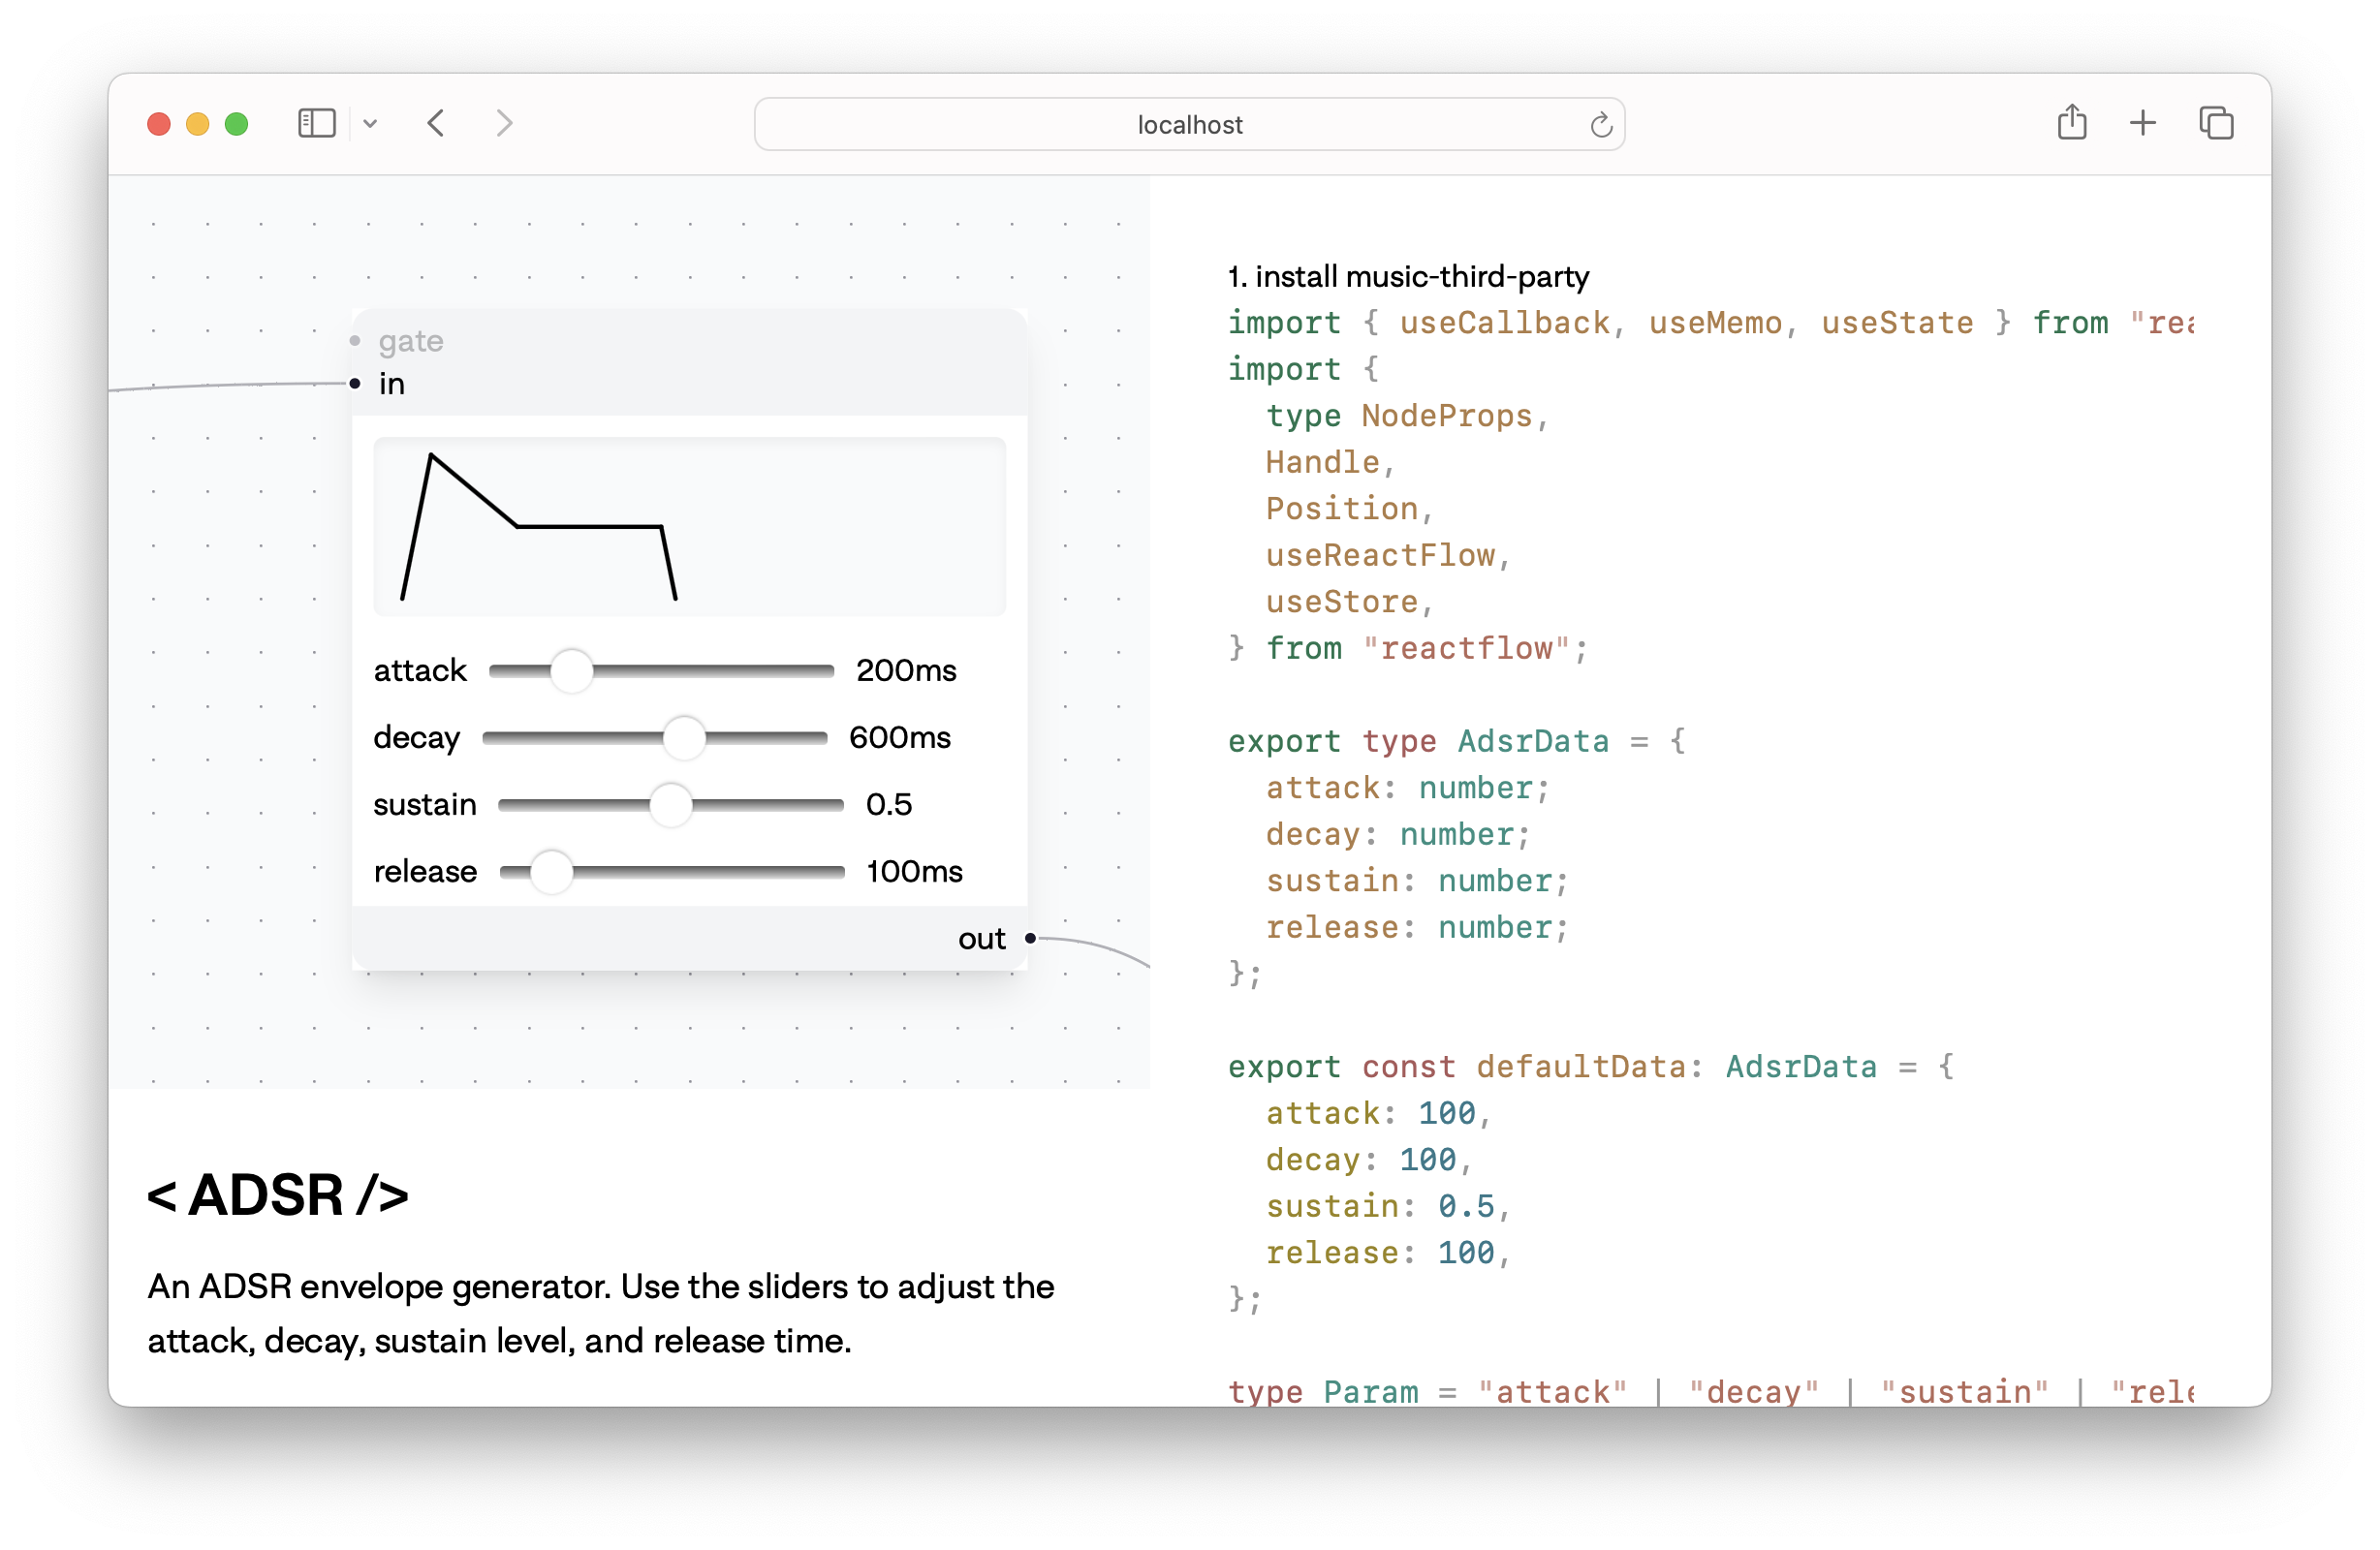 localhost
gate
in
attack 200ms
decay 600ms
sustain 0.5
release 100ms
out
< ADSR />
An ADSR envelope generator. Use the sliders to adjust the
attack, decay, sustain level, and release time.
1. install music-third-party
import { useCallback, useMemo, useState } from "rea
import {
  type NodeProps,
  Handle,
  Position,
  useReactFlow,
  useStore,
} from "reactflow";
export type AdsrData = {
  attack: number;
  decay: number;
  sustain: number;
  release: number;
};
export const defaultData: AdsrData = {
  attack: 100,
  decay: 100,
  sustain: 0.5,
  release: 100,
};
type Param = "attack" | "decay" | "sustain" | "rele